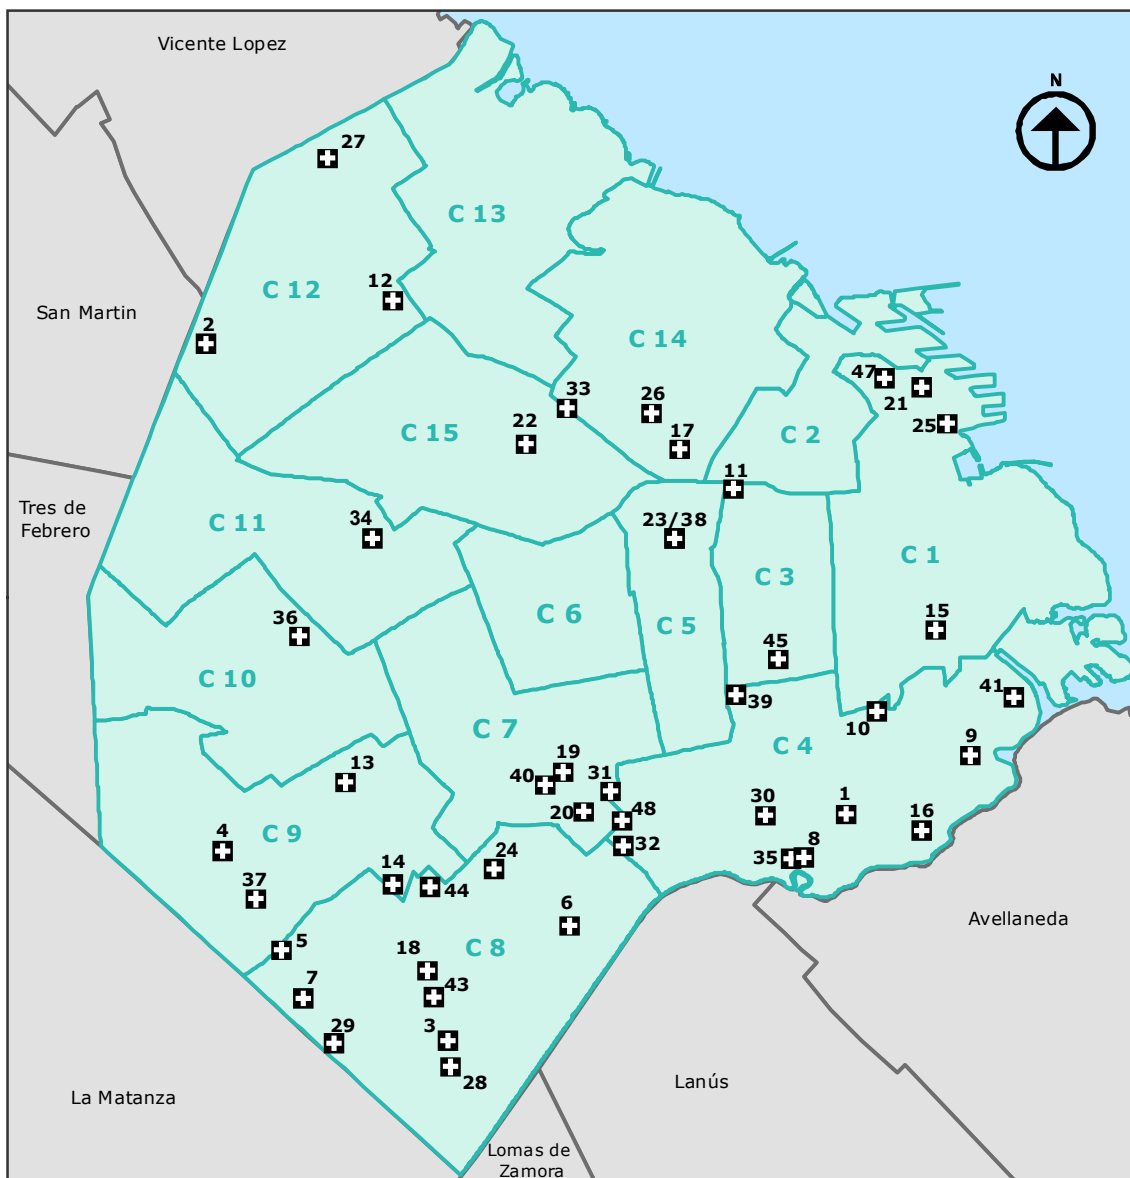 Vicente Lopez
N
27
C 13
12
C 12
San Martin
2
C 14
47
33
26
21
22
C 15
17
C 2
25
11
Tres de
Febrero
C 11
34
23/38
C 1
C 3
36
C 6
C 5
15
45
C 10
41
39
10
C 7
C 4
9
19
13
40
31
20
48
30
1
16
C 9
4
32
24
35
8
14
44
37
6
Avellaneda
5
C 8
18
7
43
29
3
28
Lanús
La Matanza
Lomas de
Zamora